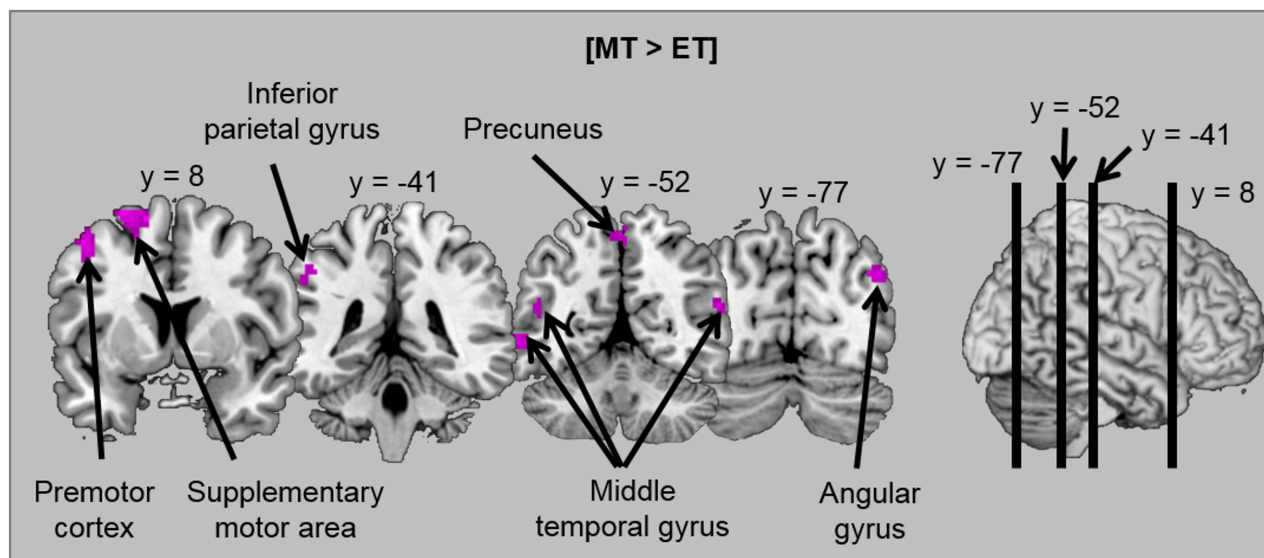 [MT > ET]
Inferior
parietal gyrus
Precuneus
y = 8
y = -41
y = -52
y = -77
y = -77
y = -52
y = -41
y = 8
Premotor
cortex
Supplementary
motor area
Middle
temporal gyrus
Angular
gyrus